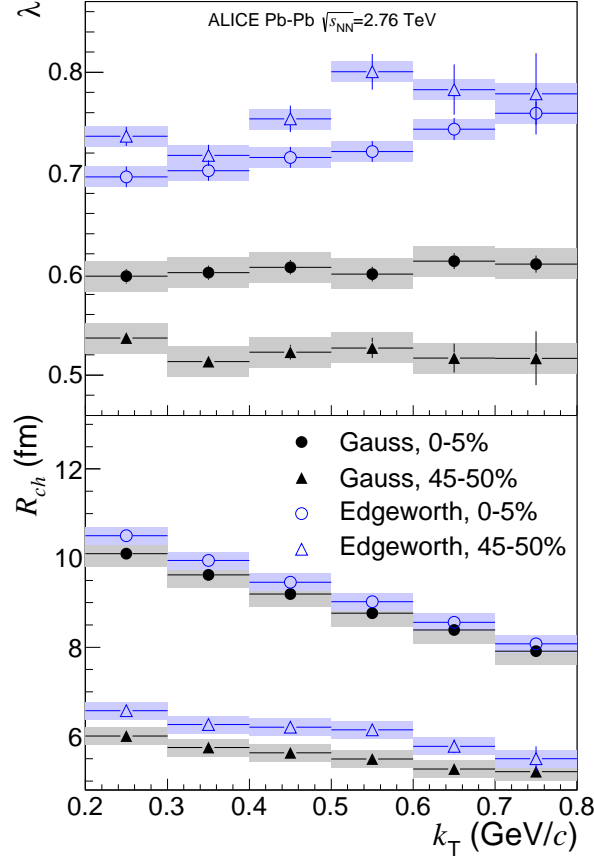 λ
ALICE Pb-Pb √sNN=2.76 TeV
0.8
0.7
0.6
0.5
Rch (fm)
12
10
8
6
Gauss, 0-5%
Gauss, 45-50%
Edgeworth, 0-5%
Edgeworth, 45-50%
0.2 0.3 0.4 0.5 0.6 0.7 0.8
kT (GeV/c)